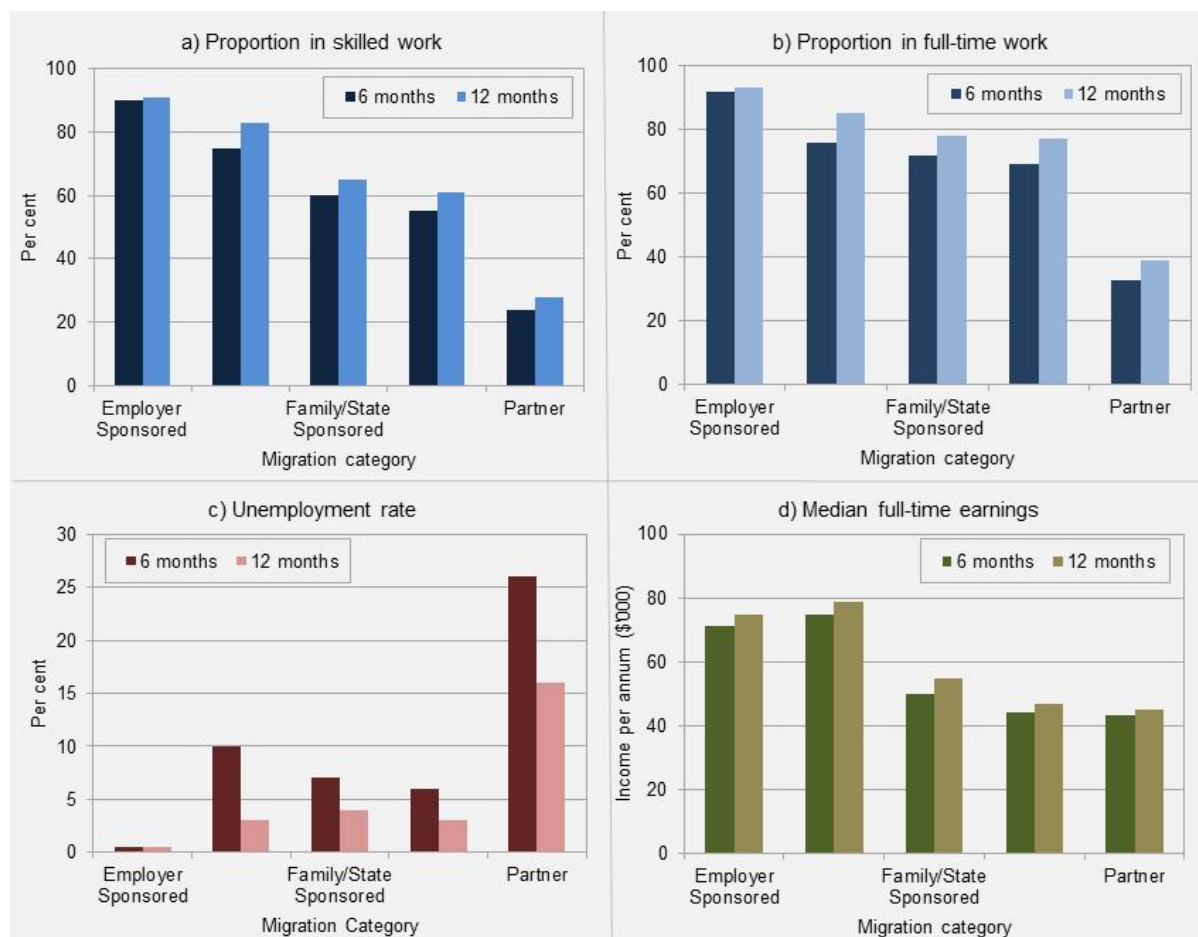 a) Proportion in skilled work
6 months 12 months
Per cent
100
80
60
40
20
0
Employer Sponsored
Family/State Sponsored
Partner
Migration category
b) Proportion in full-time work
6 months 12 months
Per cent
100
80
60
40
20
0
Employer Sponsored
Family/State Sponsored
Partner
Migration category
c) Unemployment rate
6 months 12 months
Per cent
30
25
20
15
10
5
0
Employer Sponsored
Family/State Sponsored
Partner
Migration Category
d) Median full-time earnings
6 months 12 months
Income per annum ($'000)
100
80
60
40
20
0
Employer Sponsored
Family/State Sponsored
Partner
Migration category